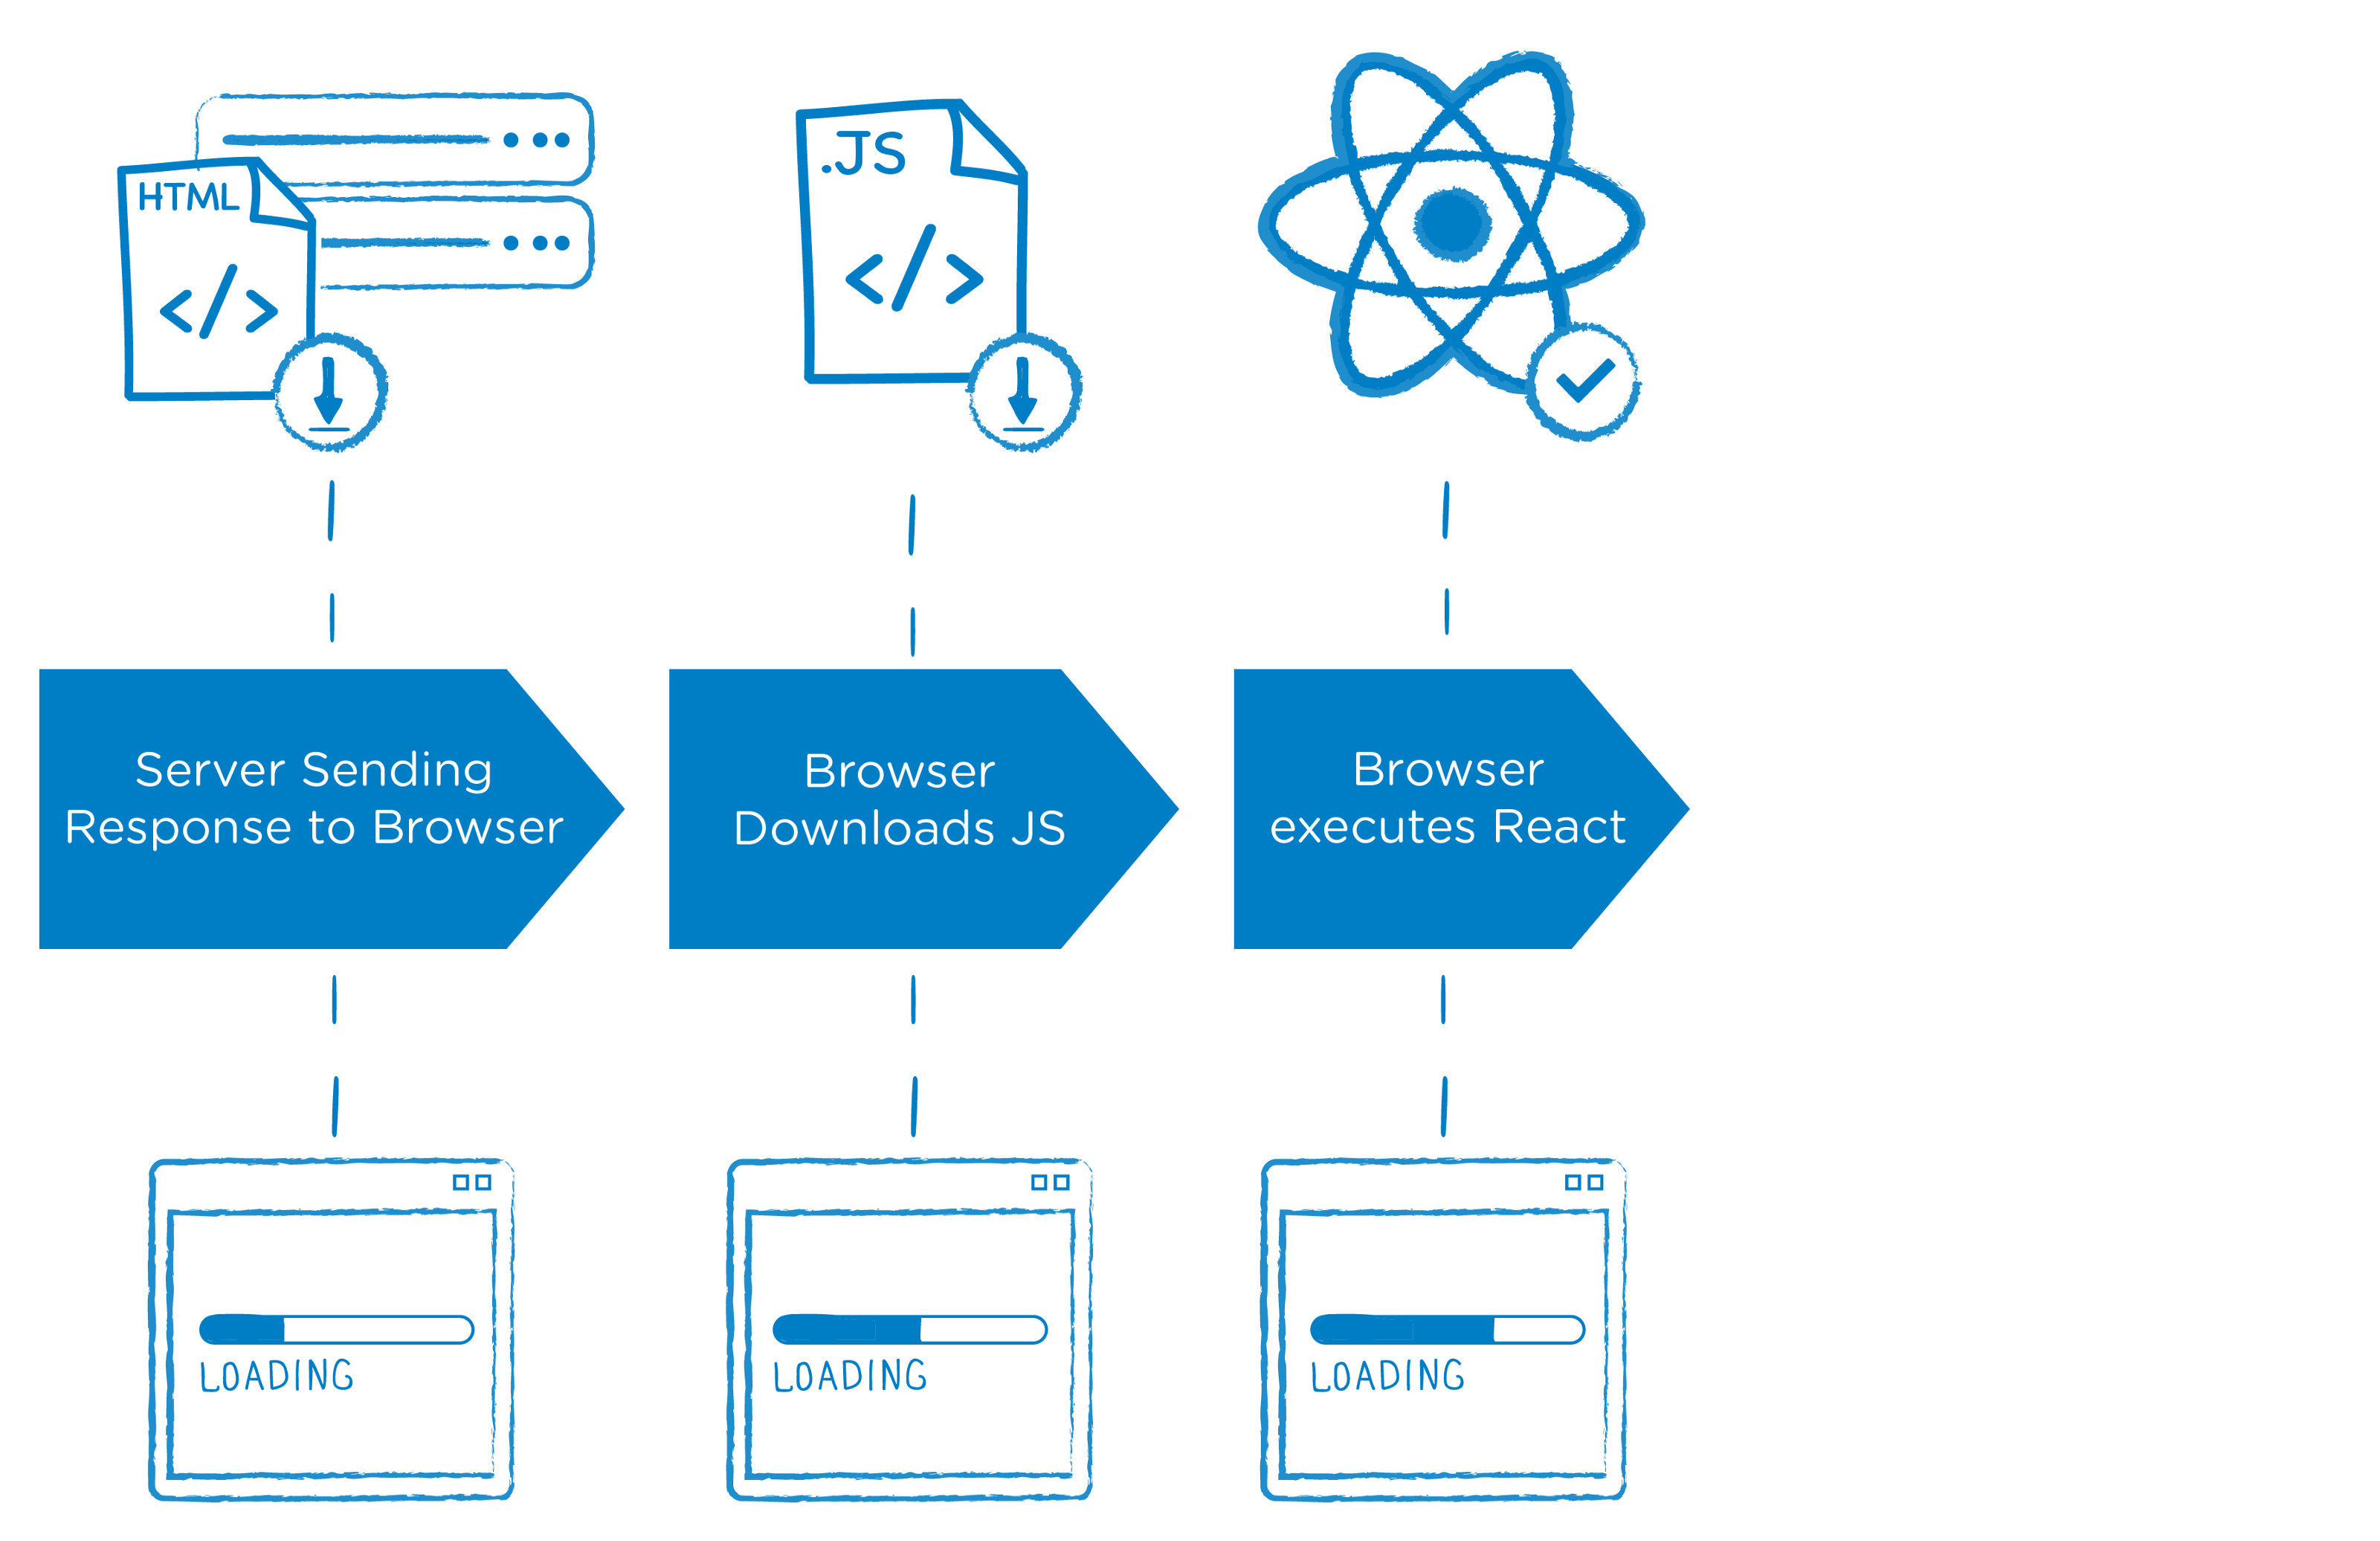 HTML
.JS
Server Sending
Response to Browser
Browser
Downloads JS
Browser
executes React
LOADING
LOADING
LOADING